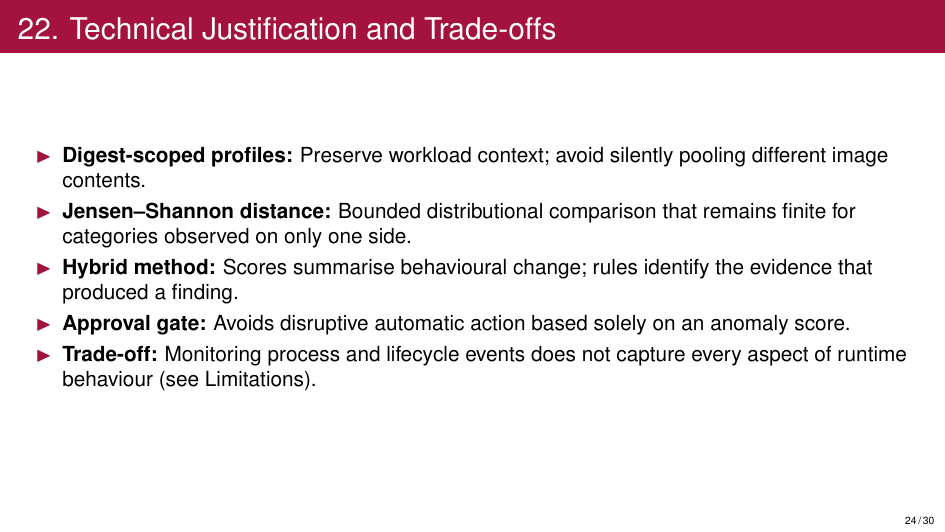 22. Technical Justification and Trade-offs
▶ Digest-scoped profiles: Preserve workload context; avoid silently pooling different image
contents.
▶ Jensen–Shannon distance: Bounded distributional comparison that remains finite for
categories observed on only one side.
▶ Hybrid method: Scores summarise behavioural change; rules identify the evidence that
produced a finding.
▶ Approval gate: Avoids disruptive automatic action based solely on an anomaly score.
▶ Trade-off: Monitoring process and lifecycle events does not capture every aspect of runtime
behaviour (see Limitations).
24 / 30